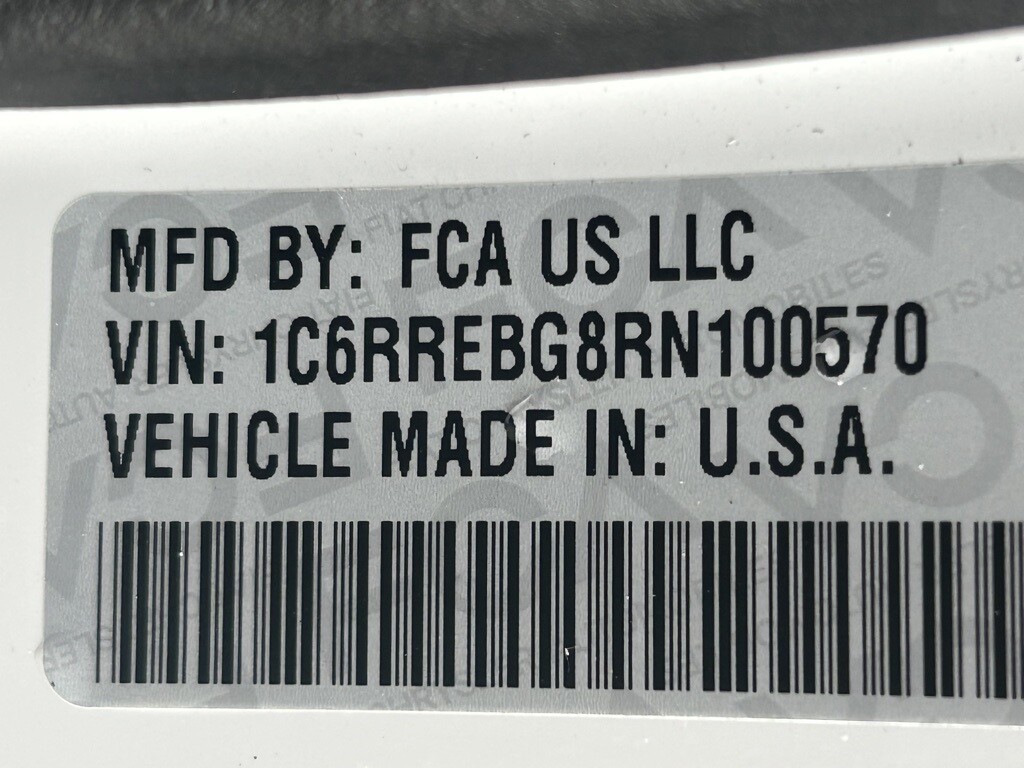 MFD BY: FCA US LLC
VIN: 1C6RREBG8RN100570
VEHICLE MADE IN: U.S.A.